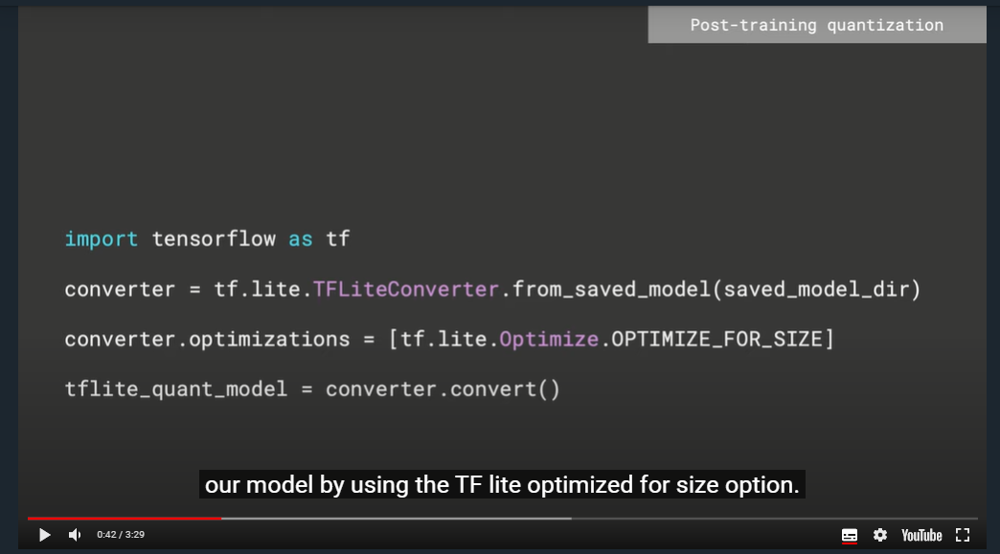 Post-training quantization
import tensorflow as tf
converter = tf.lite.TFLiteConverter.from_saved_model(saved_model_dir)
converter.optimizations = [tf.lite.Optimize.OPTIMIZE_FOR_SIZE]
tflite_quant_model = converter.convert()
our model by using the TF lite optimized for size option.
0:42 / 3:29 YouTube